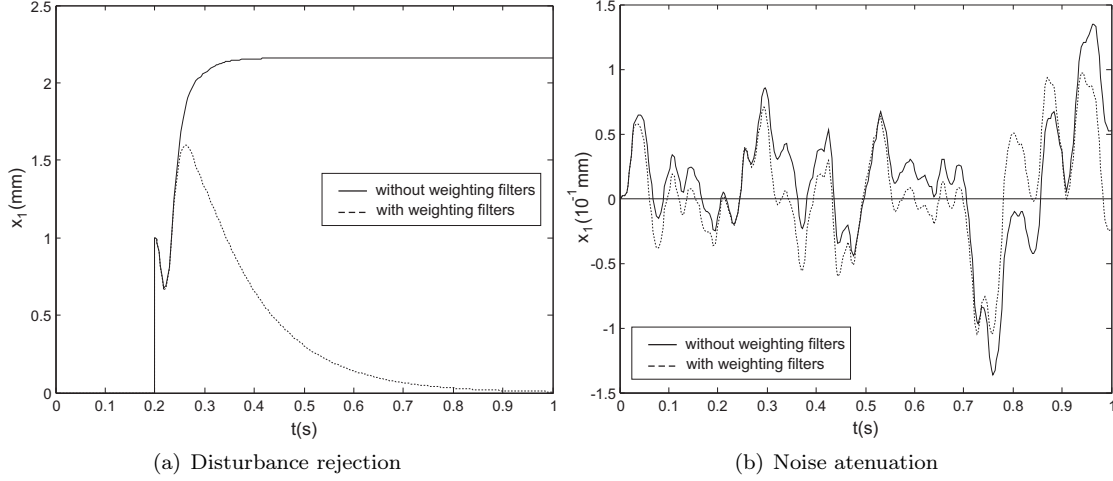 2.5
2
1.5
1
0.5
0
x1(mm)
without weighting filters
with weighting filters
0 0.1 0.2 0.3 0.4 0.5 0.6 0.7 0.8 0.9 1
t(s)
(a) Disturbance rejection
1.5
1
0.5
0
-0.5
-1
-1.5
x1(10-1mm)
without weighting filters
with weighting filters
0 0.1 0.2 0.3 0.4 0.5 0.6 0.7 0.8 0.9 1
t(s)
(b) Noise atenuation